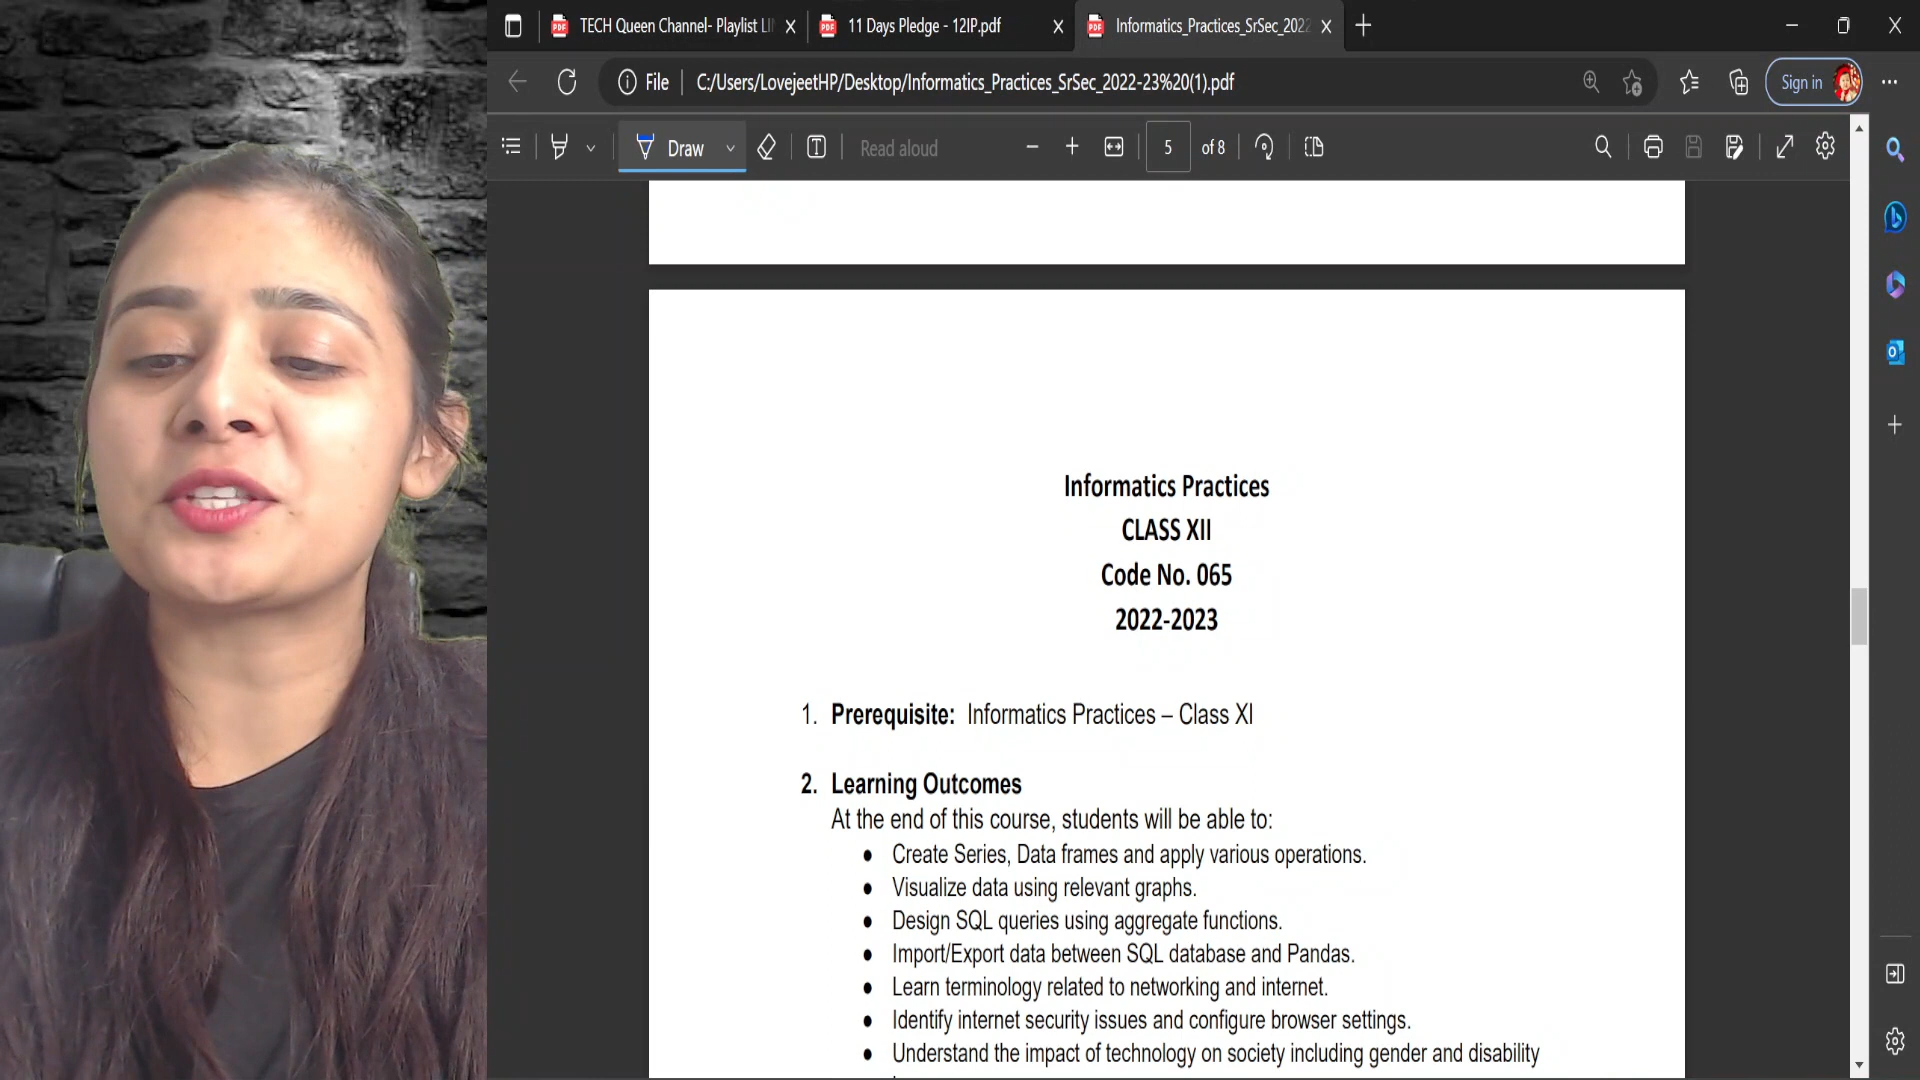 TECH Queen Channel- Playlist LI
11 Days Pledge - 12IP.pdf
Informatics_Practices_SrSec_2022
File
C:/Users/LovejeetHP/Desktop/Informatics_Practices_SrSec_2022-23%20(1).pdf
Sign in
Draw
Read aloud
5
of 8
Informatics Practices
CLASS XII
Code No. 065
2022-2023
1. Prerequisite: Informatics Practices – Class XI
2. Learning Outcomes
At the end of this course, students will be able to:
● Create Series, Data frames and apply various operations.
● Visualize data using relevant graphs.
● Design SQL queries using aggregate functions.
● Import/Export data between SQL database and Pandas.
● Learn terminology related to networking and internet.
● Identify internet security issues and configure browser settings.
● Understand the impact of technology on society including gender and disability